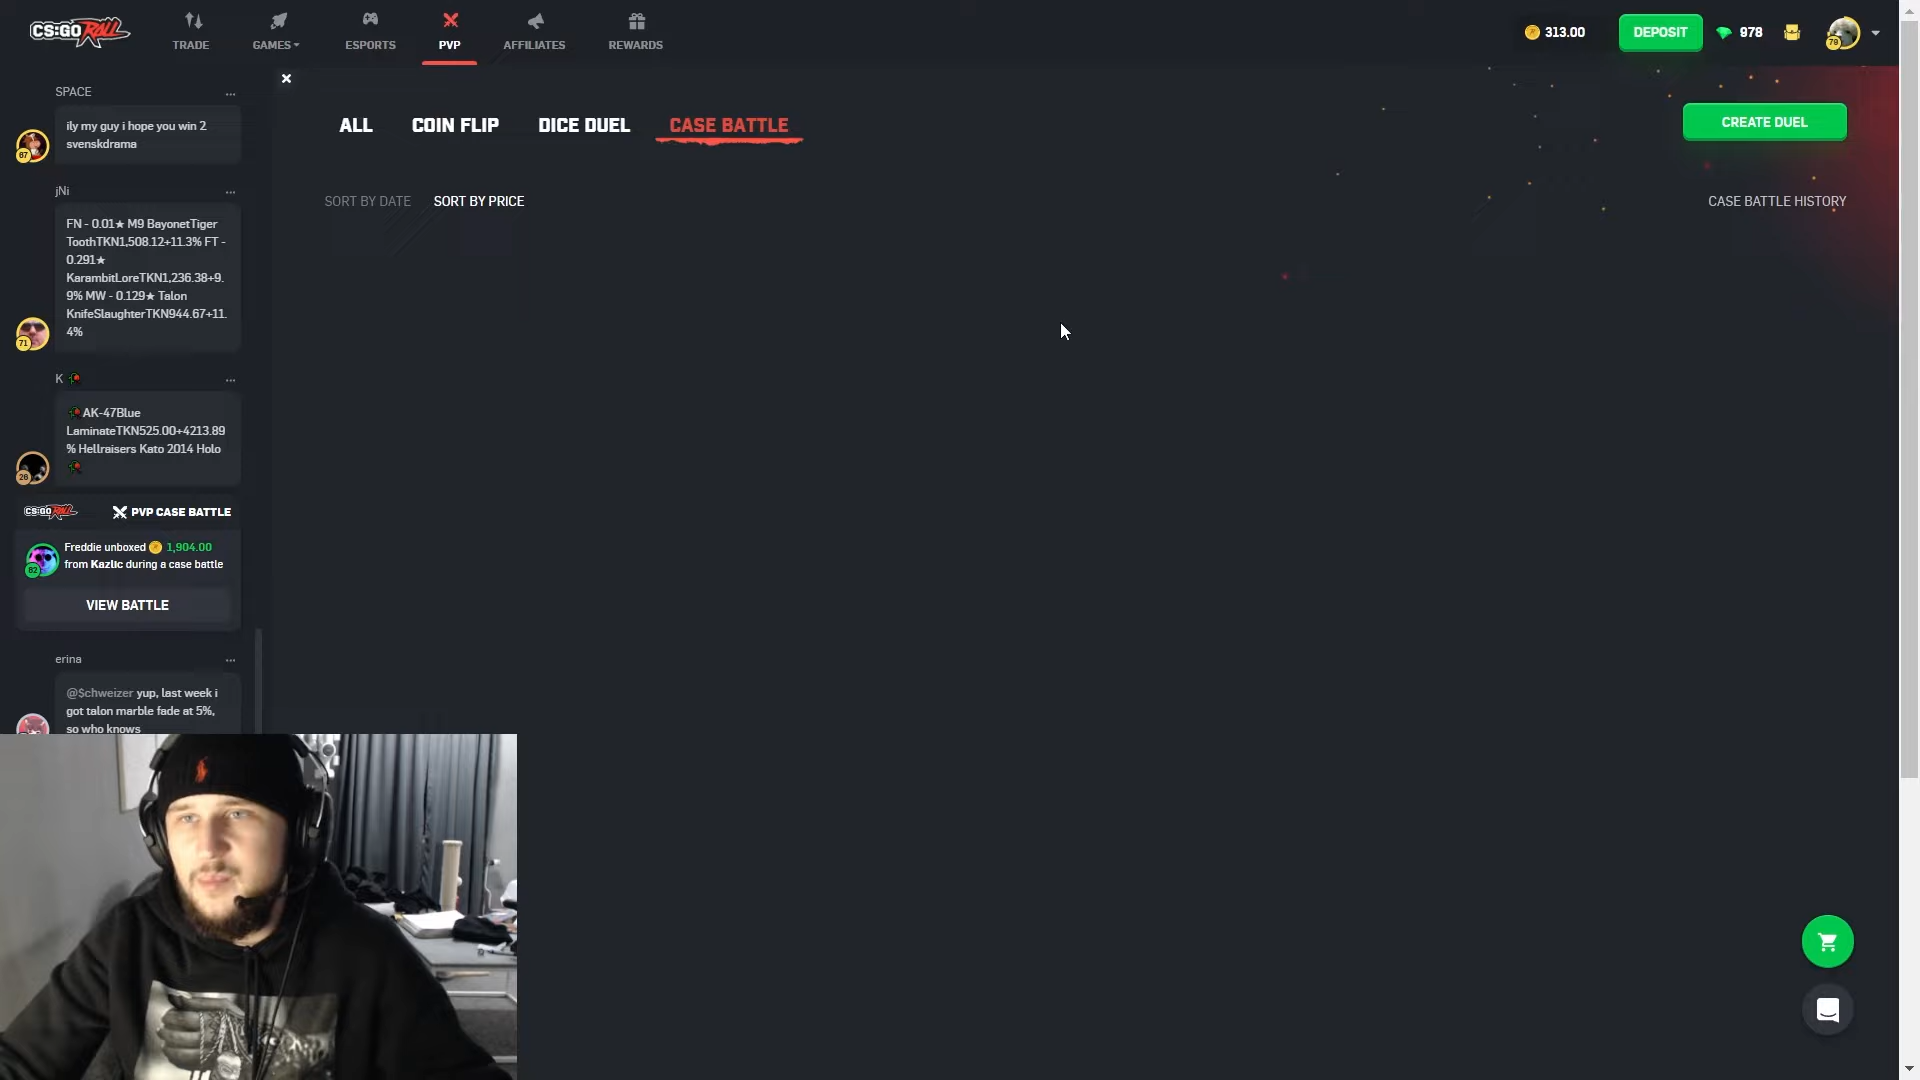 CS:GO ROLL
TRADE
GAMES
ESPORTS
PVP
AFFILIATES
REWARDS
313.00
DEPOSIT
978
79
SPACE
...
ily my guy i hope you win 2
svenskdrama
67
jNi
...
FN - 0.01★ M9 BayonetTiger
ToothTKN1,508.12+11.3% FT -
0.291★
KarambitLoreTKN1,236.38+9.
9% MW - 0.129★ Talon
KnifeSlaughterTKN944.67+11.
4%
71
K
...
AK-47Blue
LaminateTKN525.00+4213.89
% Hellraisers Kato 2014 Holo
26
CS:GO ROLL
PVP CASE BATTLE
Freddie unboxed 1,904.00
from Kazlic during a case battle
82
VIEW BATTLE
erina
...
@Schweizer yup, last week i
got talon marble fade at 5%,
so who knows
ALL
COIN FLIP
DICE DUEL
CASE BATTLE
CREATE DUEL
SORT BY DATE
SORT BY PRICE
CASE BATTLE HISTORY